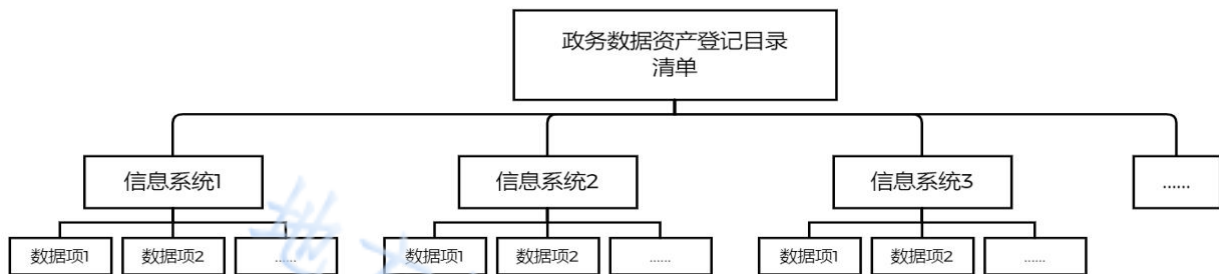 政务数据资产登记目录
清单
信息系统1
信息系统2
信息系统3
......
数据项1
数据项2
......
数据项1
数据项2
......
数据项1
数据项2
......